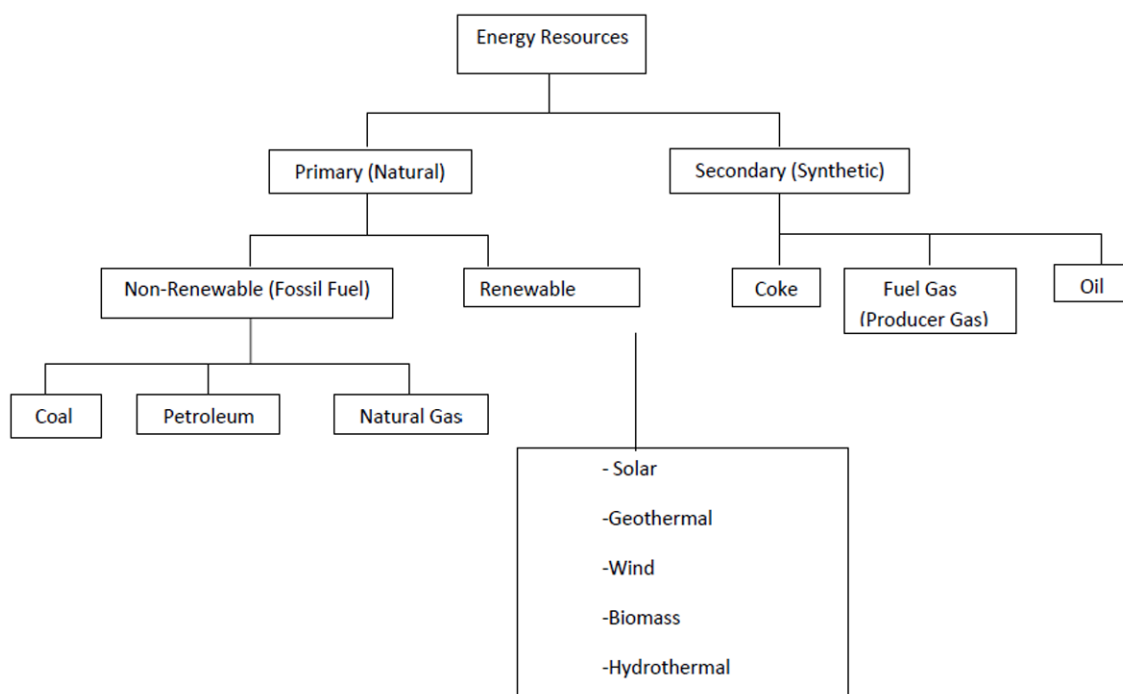 Energy Resources
Primary (Natural)
Secondary (Synthetic)
Non-Renewable (Fossil Fuel)
Renewable
Coke
Fuel Gas
(Producer Gas)
Oil
Coal
Petroleum
Natural Gas
- Solar
-Geothermal
-Wind
-Biomass
-Hydrothermal